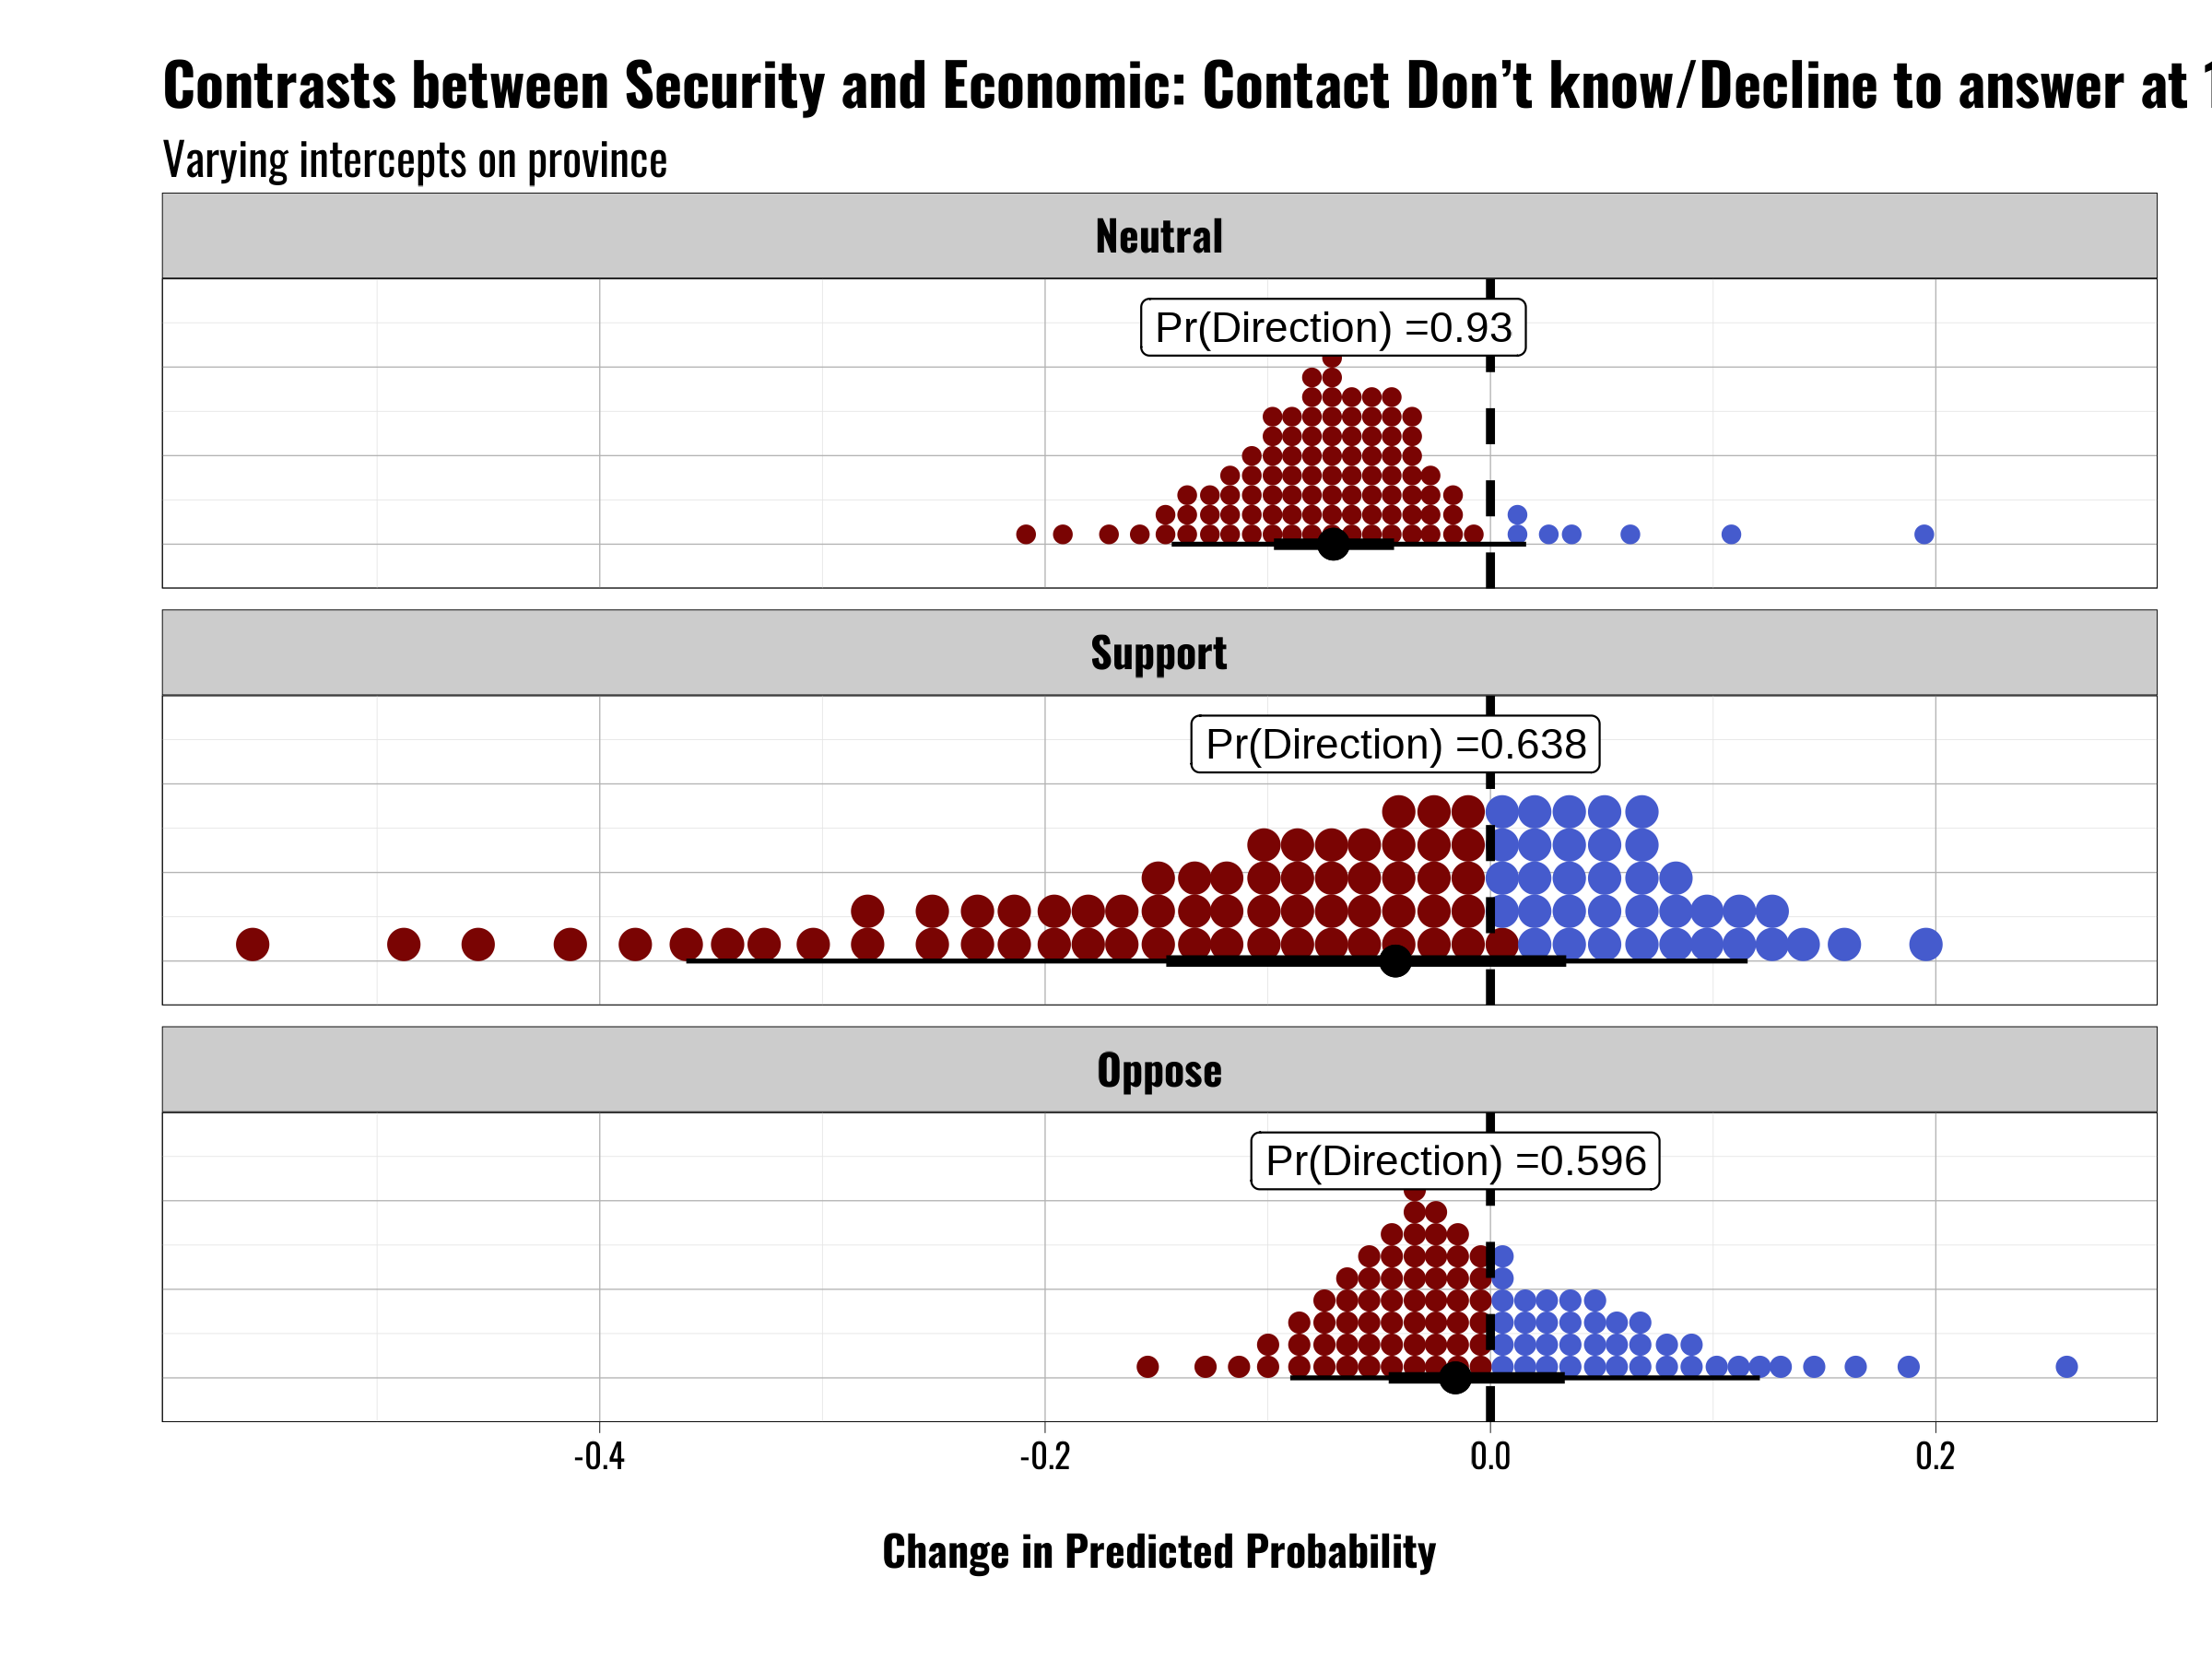 Contrasts between Security and Economic: Contact Don’t know/Decline to answer at
Varying intercepts on province
Neutral
Pr(Direction) =0.93
Support
Pr(Direction) =0.638
Oppose
Pr(Direction) =0.596
-0.4 -0.2 0.0 0.2
Change in Predicted Probability